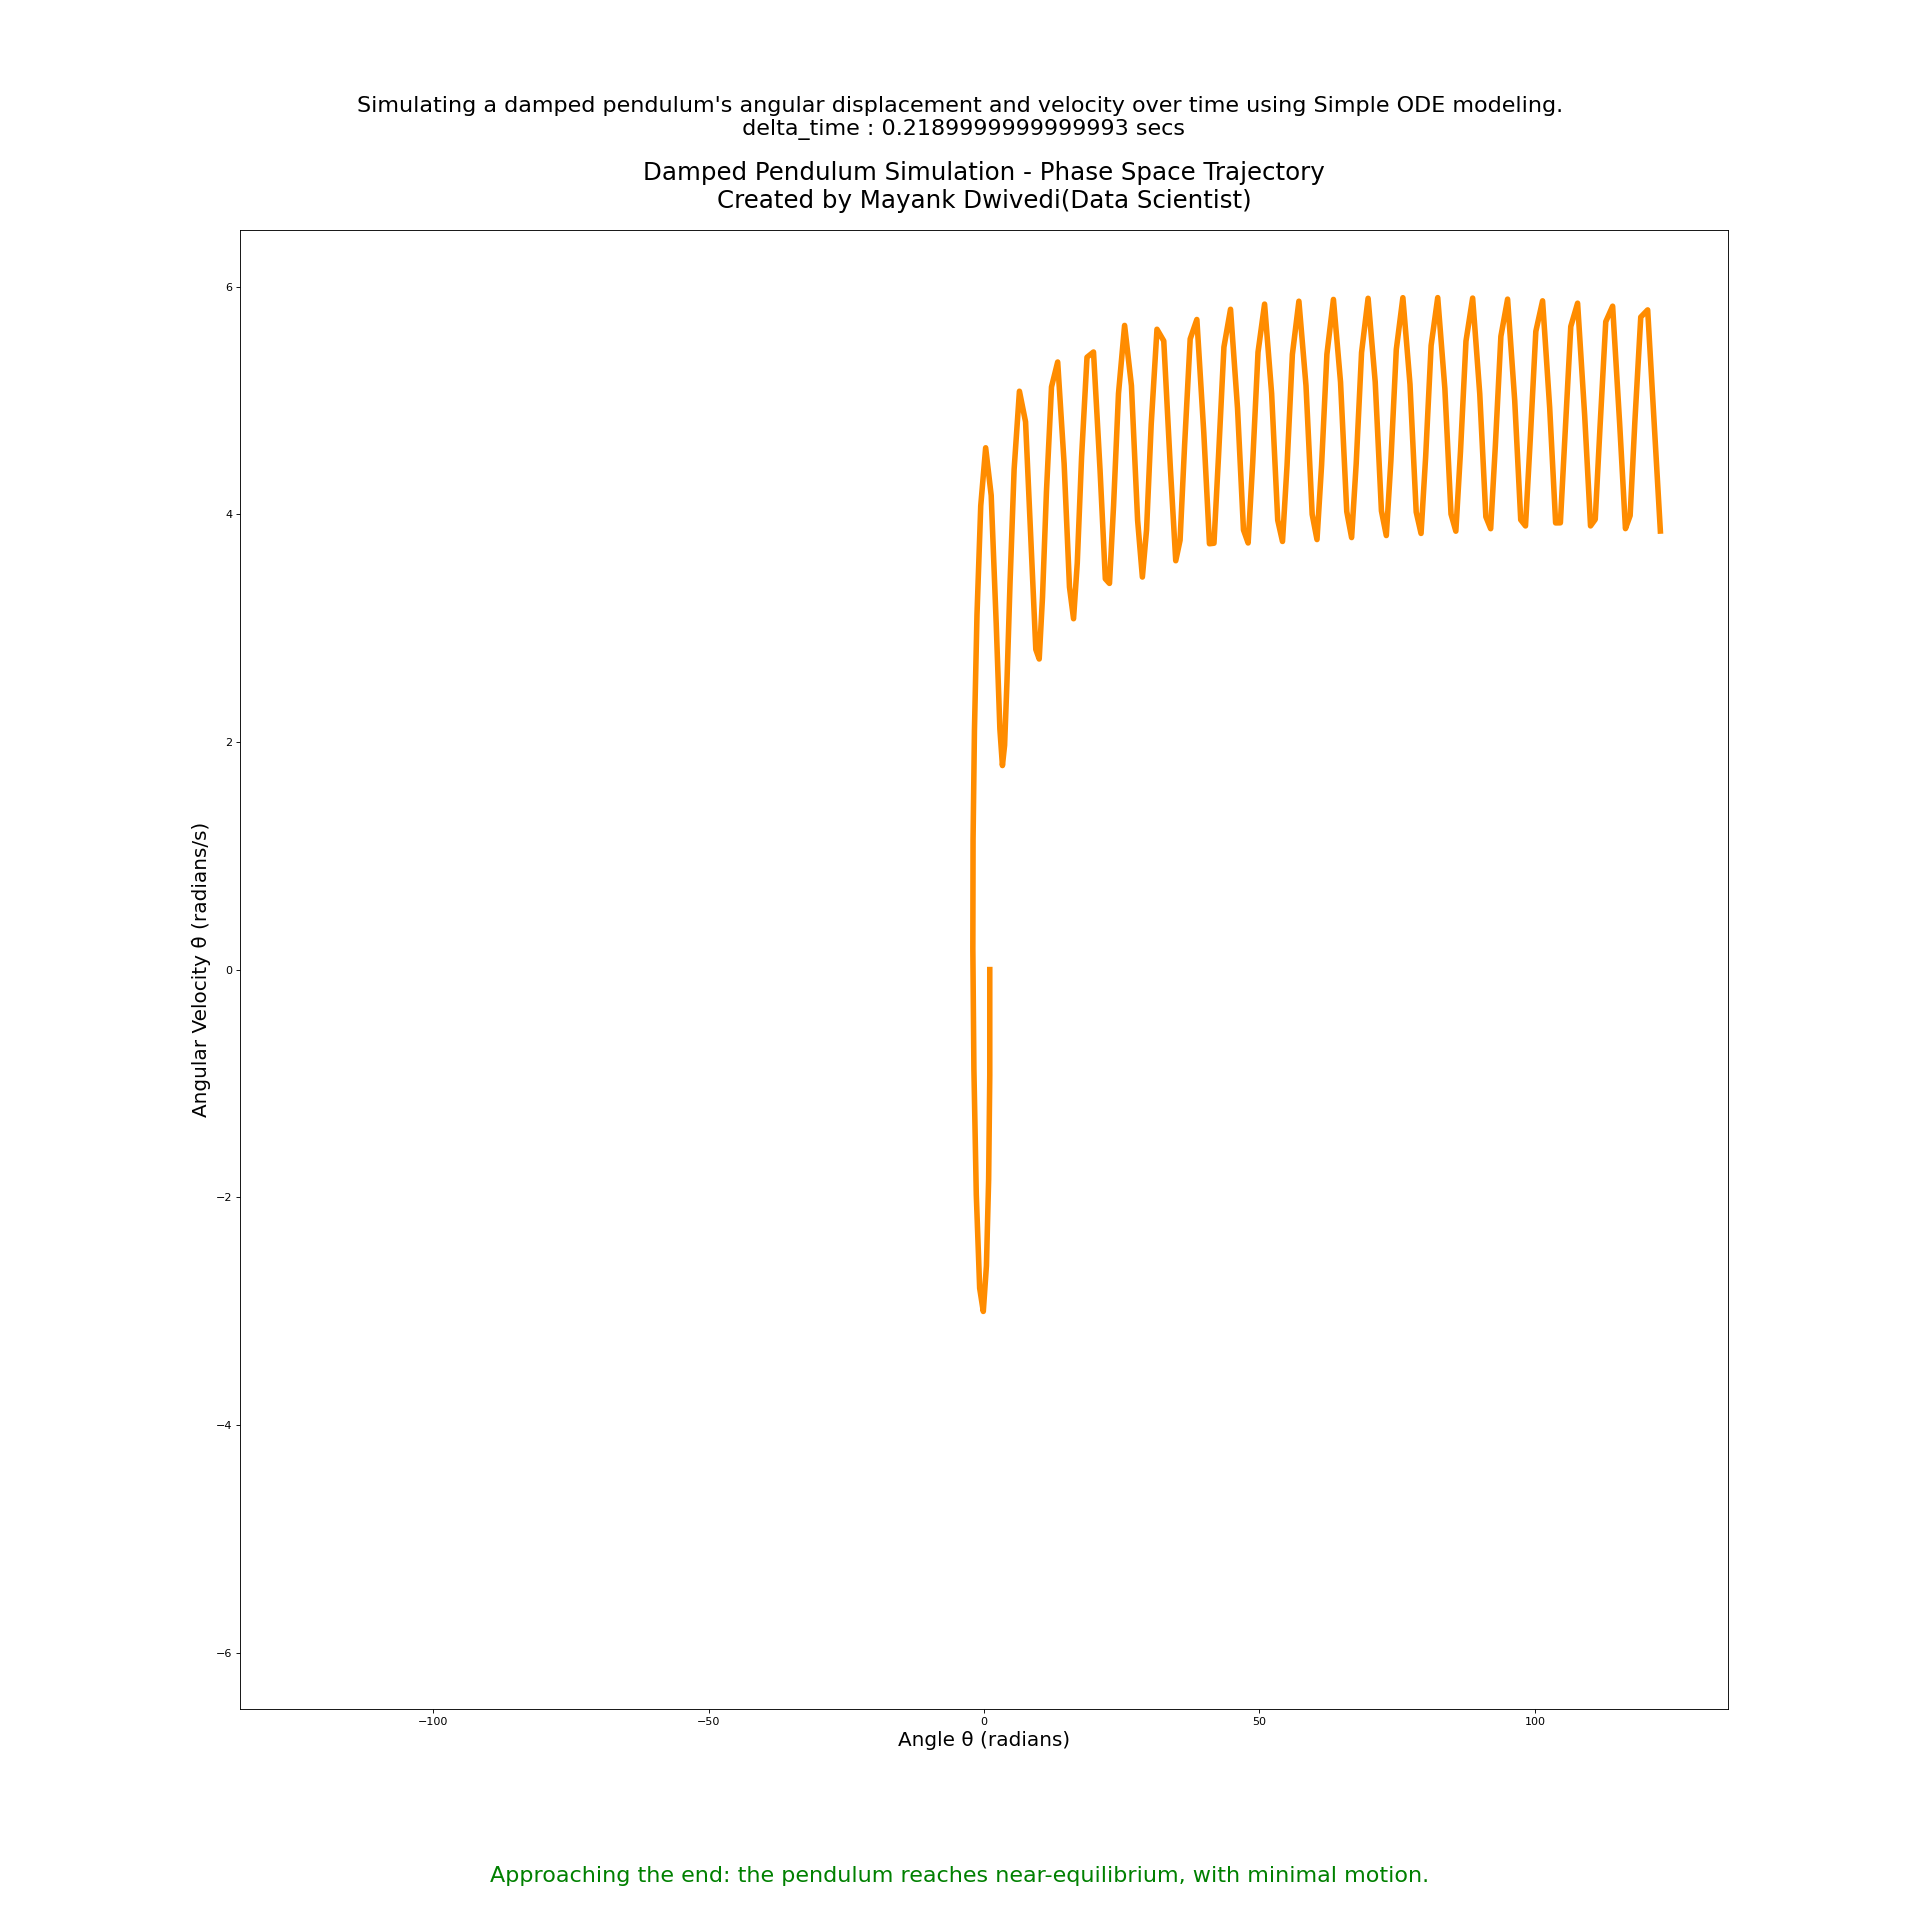 Simulating a damped pendulum's angular displacement and velocity over time using Simple ODE modeling.
delta_time : 0.2189999999999993 secs
Damped Pendulum Simulation - Phase Space Trajectory
Created by Mayank Dwivedi(Data Scientist)
6
4
2
0
−2
−4
−6
Angular Velocity θ (radians/s)
−100
−50
0
50
100
Angle θ (radians)
Approaching the end: the pendulum reaches near-equilibrium, with minimal motion.